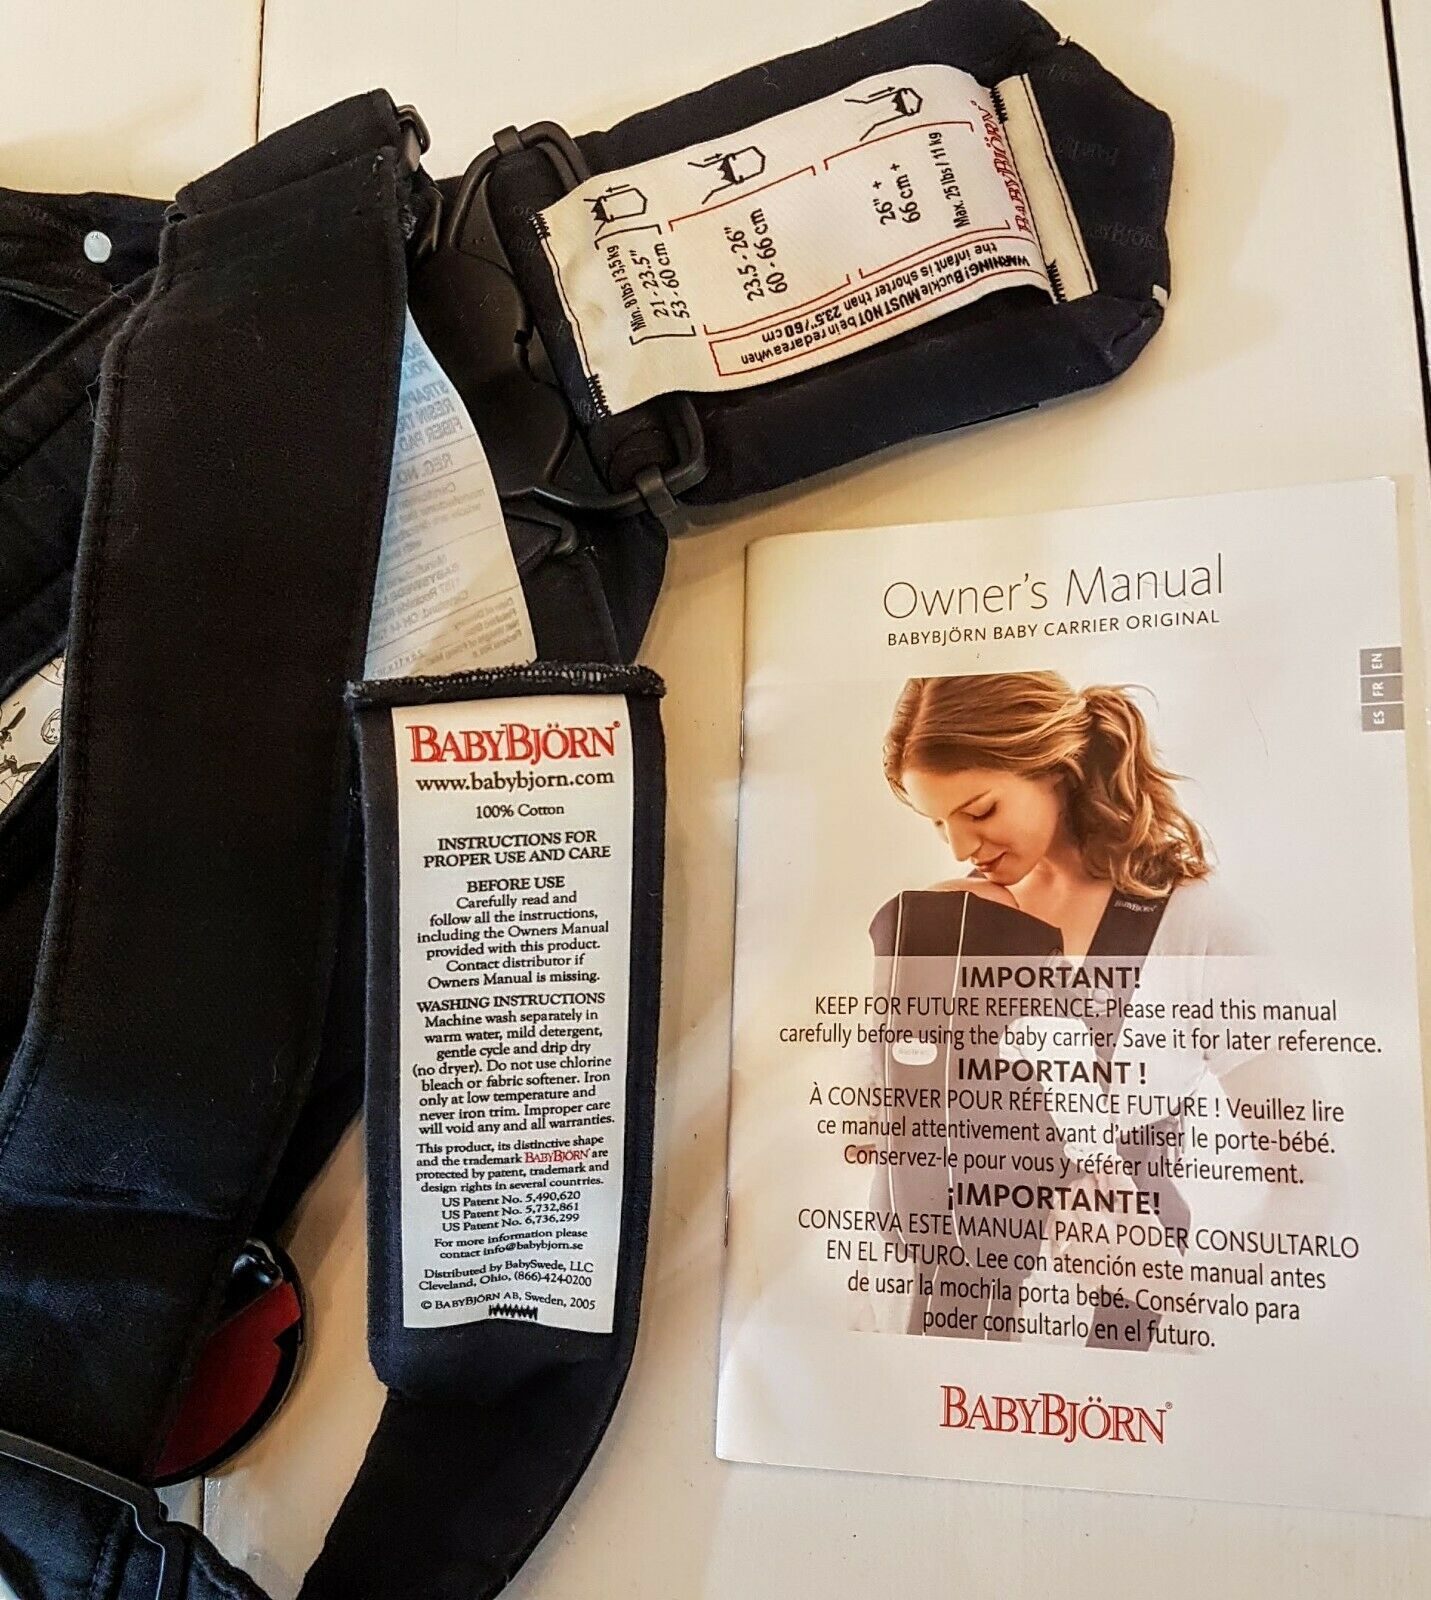 Min. 8 lbs / 3,5 kg
21 - 23.5"
53 - 60 cm
23.5 - 26"
60 - 66 cm
26" +
66 cm +
Max. 25 lbs / 11 kg
BABYBJÖRN®
WARNING! Buckle MUST NOT be in red area when
the infant is shorter than 23.5"/60 cm
STRAP
RESIN
FIBER PAD
REG. NO
BABYBJÖRN®
www.babybjorn.com
100% Cotton
INSTRUCTIONS FOR
PROPER USE AND CARE
BEFORE USE
Carefully read and
follow all the instructions,
including the Owners Manual
provided with this product.
Contact distributor if
Owners Manual is missing.
WASHING INSTRUCTIONS
Machine wash separately in
warm water, mild detergent,
gentle cycle and drip dry
(no dryer). Do not use chlorine
bleach or fabric softener. Iron
only at low temperature and
never iron trim. Improper care
will void any and all warranties.
This product, its distinctive shape
and the trademark BABYBJÖRN® are
protected by patent, trademark and
design rights in several countries.
US Patent No. 5,490,620
US Patent No. 5,732,861
US Patent No. 6,736,299
For more information please
contact info@babybjorn.se
Distributed by BabySwede, LLC
Cleveland, Ohio, (866)-424-0200
© BABYBJÖRN AB, Sweden, 2005
Owner's Manual
BABYBJÖRN BABY CARRIER ORIGINAL
EN
FR
ES
BABYBJÖRN
IMPORTANT!
KEEP FOR FUTURE REFERENCE. Please read this manual
carefully before using the baby carrier. Save it for later reference.
IMPORTANT !
À CONSERVER POUR RÉFÉRENCE FUTURE ! Veuillez lire
ce manuel attentivement avant d'utiliser le porte-bébé.
Conservez-le pour vous y référer ultérieurement.
¡IMPORTANTE!
CONSERVA ESTE MANUAL PARA PODER CONSULTARLO
EN EL FUTURO. Lee con atención este manual antes
de usar la mochila porta bebé. Consérvalo para
poder consultarlo en el futuro.
BABYBJÖRN®